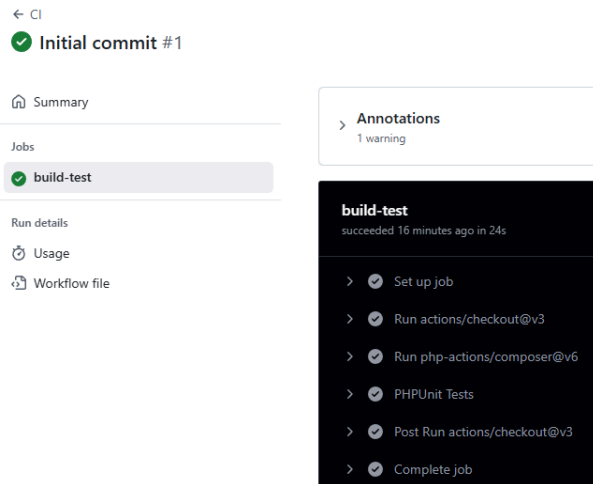 CI
Initial commit #1
Summary
Jobs
build-test
Run details
Usage
Workflow file
Annotations
1 warning
build-test
succeeded 16 minutes ago in 24s
Set up job
Run actions/checkout@v3
Run php-actions/composer@v6
PHPUnit Tests
Post Run actions/checkout@v3
Complete job